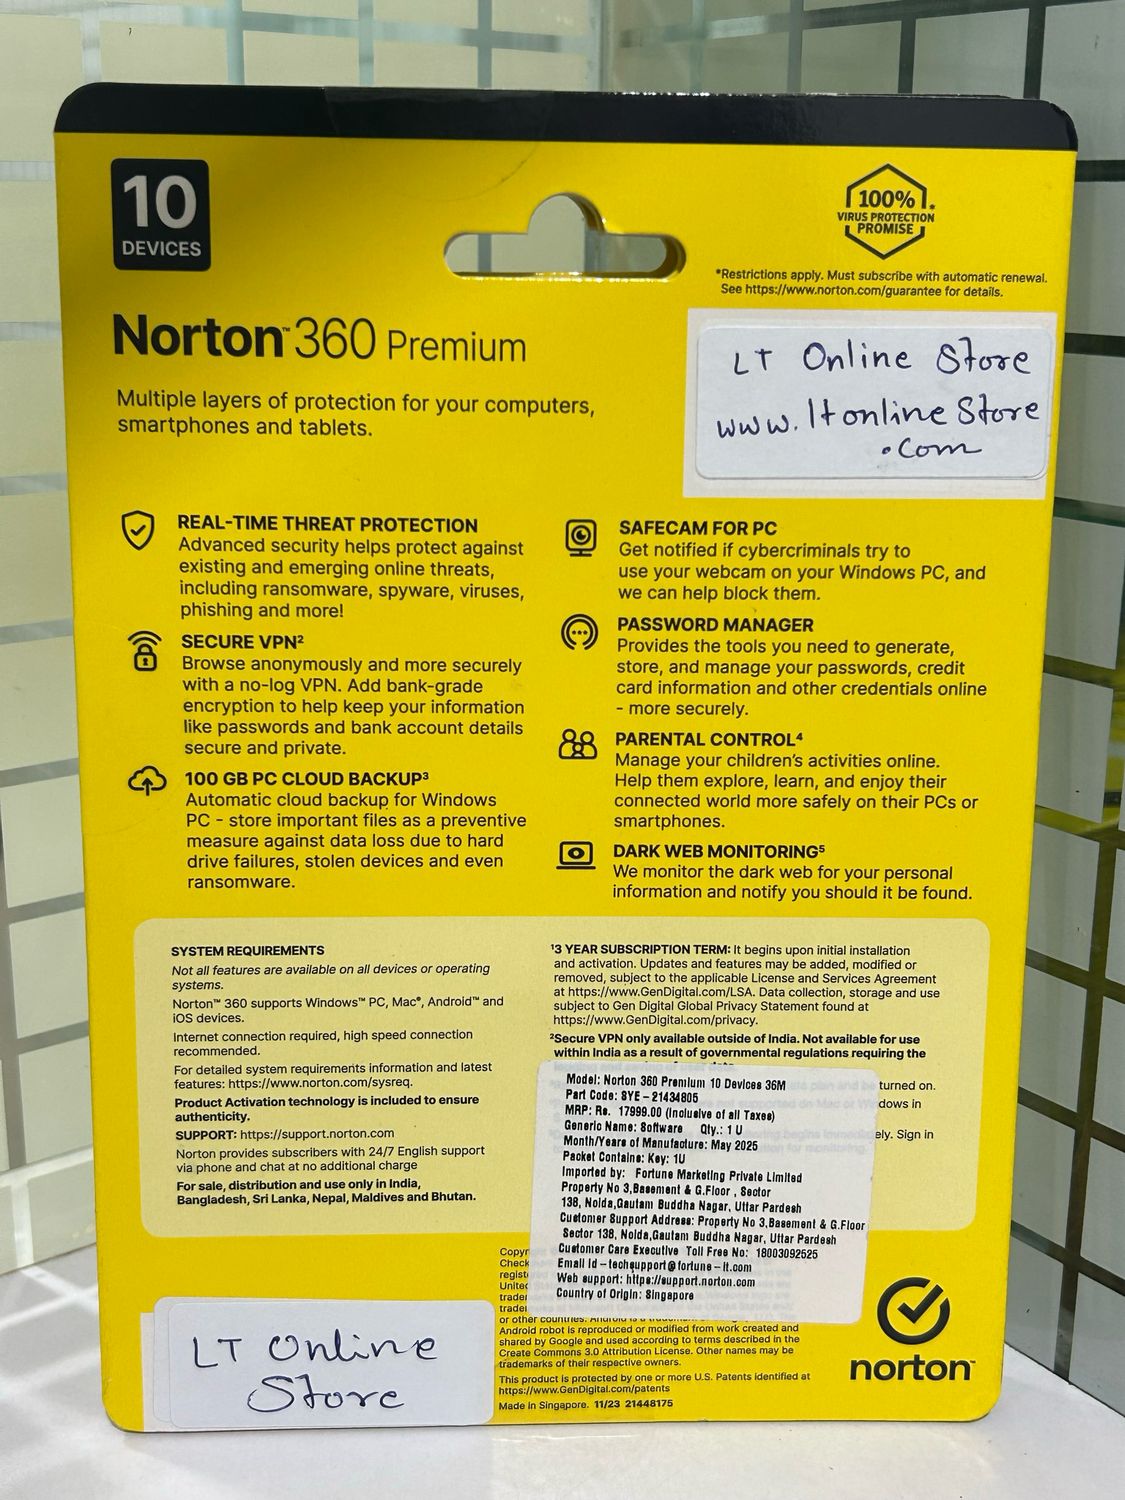 10
DEVICES
100%*
VIRUS PROTECTION
PROMISE
*Restrictions apply. Must subscribe with automatic renewal.
See https://www.norton.com/guarantee for details.
Norton™ 360 Premium
Multiple layers of protection for your computers,
smartphones and tablets.
LT Online Store
www.ltonlineStore
.com
REAL-TIME THREAT PROTECTION
Advanced security helps protect against
existing and emerging online threats,
including ransomware, spyware, viruses,
phishing and more!
SECURE VPN²
Browse anonymously and more securely
with a no-log VPN. Add bank-grade
encryption to help keep your information
like passwords and bank account details
secure and private.
100 GB PC CLOUD BACKUP³
Automatic cloud backup for Windows
PC - store important files as a preventive
measure against data loss due to hard
drive failures, stolen devices and even
ransomware.
SAFECAM FOR PC
Get notified if cybercriminals try to
use your webcam on your Windows PC, and
we can help block them.
PASSWORD MANAGER
Provides the tools you need to generate,
store, and manage your passwords, credit
card information and other credentials online
- more securely.
PARENTAL CONTROL⁴
Manage your children's activities online.
Help them explore, learn, and enjoy their
connected world more safely on their PCs or
smartphones.
DARK WEB MONITORING⁵
We monitor the dark web for your personal
information and notify you should it be found.
SYSTEM REQUIREMENTS
Not all features are available on all devices or operating
systems.
Norton™ 360 supports Windows™ PC, Mac®, Android™ and
iOS devices.
Internet connection required, high speed connection
recommended.
For detailed system requirements information and latest
features: https://www.norton.com/sysreq.
Product Activation technology is included to ensure
authenticity.
SUPPORT: https://support.norton.com
Norton provides subscribers with 24/7 English support
via phone and chat at no additional charge
For sale, distribution and use only in India,
Bangladesh, Sri Lanka, Nepal, Maldives and Bhutan.
¹3 YEAR SUBSCRIPTION TERM: It begins upon initial installation
and activation. Updates and features may be added, modified or
removed, subject to the applicable License and Services Agreement
at https://www.GenDigital.com/LSA. Data collection, storage and use
subject to Gen Digital Global Privacy Statement found at
https://www.GenDigital.com/privacy.
²Secure VPN only available outside of India. Not available for use
within India as a result of governmental regulations requiring the
turned on.
dows in
ely. Sign in
Model: Norton 360 Premium 10 Devices 36M
Part Code: SYE - 21434805
MRP: Rs. 17999.00 (Inclusive of all Taxes)
Generic Name: Software Qty.: 1 U
Month/Years of Manufacture: May 2025
Packet Contains: Key: 1U
Imported by: Fortune Marketing Private Limited
Property No 3,Basement & G.Floor , Sector
138, Noida,Gautam Buddha Nagar, Uttar Pardesh
Customer Support Address: Property No 3,Basement & G.Floor
Sector 138, Noida,Gautam Buddha Nagar, Uttar Pardesh
Customer Care Executive Toll Free No: 18003092525
Email id - techsupport@fortune-it.com
Web support: https://support.norton.com
Country of Origin: Singapore
Copyr
Check
registe
United
trader
trader
or other countries. Android is a
Android robot is reproduced or modified from work created and
shared by Google and used according to terms described in the
Create Commons 3.0 Attribution License. Other names may be
trademarks of their respective owners.
This product is protected by one or more U.S. Patents identified at
https://www.GenDigital.com/patents
Made in Singapore. 11/23 21448175
norton™
LT Online
Store